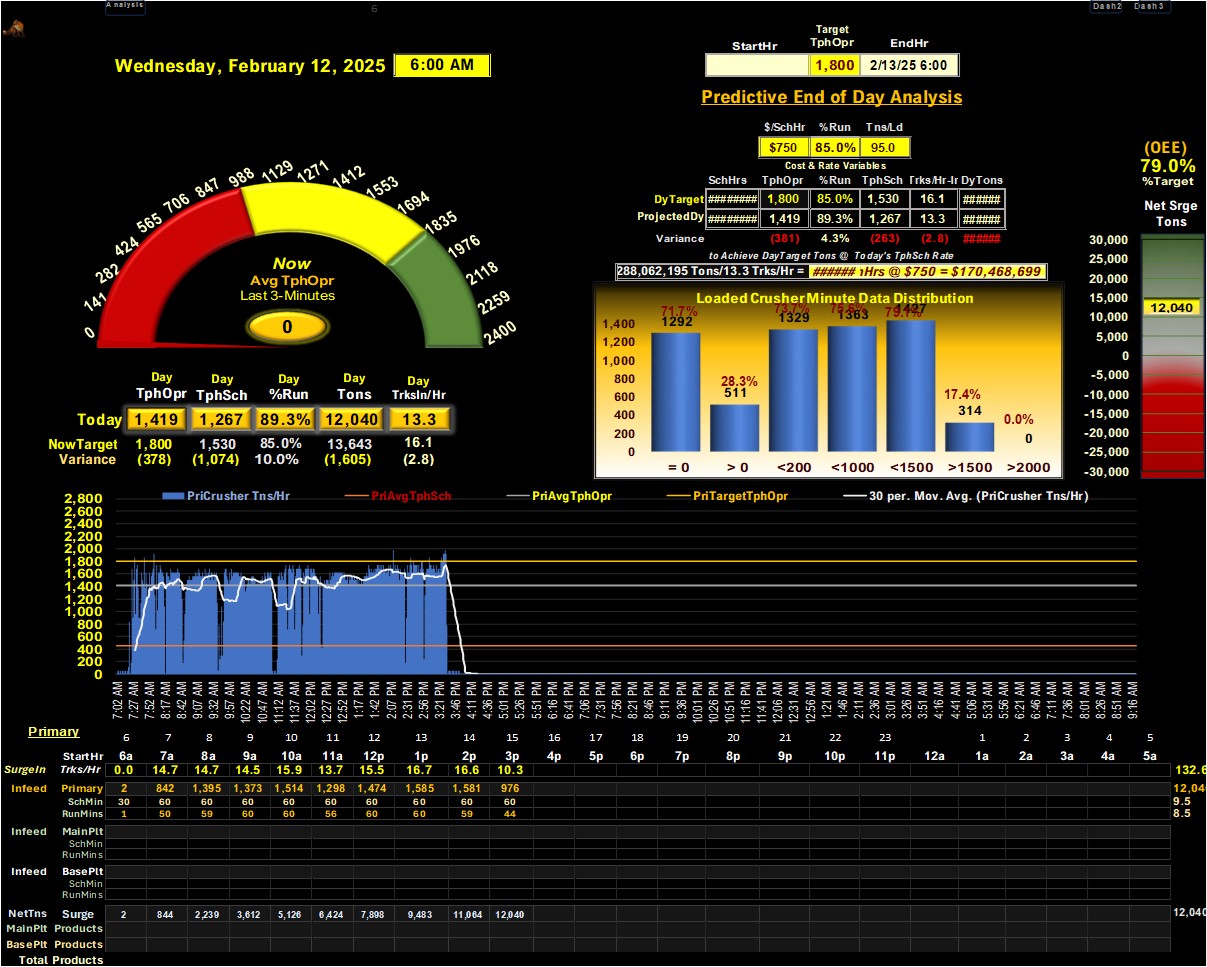 Analysis
6
Dash2 Dash3
Wednesday, February 12, 2025 6:00 AM
StartHr Target TphOpr EndHr
1,800 2/13/25 6:00
Predictive End of Day Analysis
$/SchHr %Run Tns/Ld
$750 85.0% 95.0
Cost & Rate Variables
SchHrs TphOpr %Run TphSch Trks/Hr-Ir DyTons
DyTarget ######## 1,800 85.0% 1,530 16.1 ######
ProjectedDy ######## 1,419 89.3% 1,267 13.3 ######
Variance (381) 4.3% (263) (2.8) ######
to Achieve DayTarget Tons @ Today's TphSch Rate
288,062,195 Tons/13.3 Trks/Hr = ###### Hrs @ $750 = $170,468,699
(OEE)
79.0%
%Target
Net Srge
Tons
30,000
25,000
20,000
15,000
12,040
10,000
5,000
0
-5,000
-10,000
-15,000
-20,000
-25,000
-30,000
0 141 282 424 565 706 847 988 1129 1271 1412 1553 1694 1835 1976 2118 2259 2400
Now
Avg TphOpr
Last 3-Minutes
0
Day Day Day Day Day
TphOpr TphSch %Run Tons TrksIn/Hr
Today 1,419 1,267 89.3% 12,040 13.3
NowTarget 1,800 1,530 85.0% 13,643 16.1
Variance (378) (1,074) 10.0% (1,605) (2.8)
Loaded Crusher Minute Data Distribution
71.7% 28.3% 73.7% 75.6% 79.1% 17.4% 0.0%
1292 511 1329 1363 1427 314 0
1,400
1,200
1,000
800
600
400
200
0
= 0 > 0 <200 <1000 <1500 >1500 >2000
PriCrusher Tns/Hr PriAvgTphSch PriAvgTphOpr PriTargetTphOpr 30 per. Mov. Avg. (PriCrusher Tns/Hr)
2,800
2,600
2,400
2,200
2,000
1,800
1,600
1,400
1,200
1,000
800
600
400
200
0
7:02 AM 7:27 AM 7:52 AM 8:17 AM 8:42 AM 9:07 AM 9:32 AM 9:57 AM 10:22 AM 10:47 AM 11:12 AM 11:37 AM 12:02 PM 12:27 PM 12:52 PM 1:17 PM 1:42 PM 2:07 PM 2:31 PM 2:56 PM 3:21 PM 3:46 PM 4:11 PM 4:36 PM 5:01 PM 5:26 PM 5:51 PM 6:16 PM 6:41 PM 7:06 PM 7:31 PM 7:56 PM 8:21 PM 8:46 PM 9:11 PM 9:36 PM 10:01 PM 10:26 PM 10:51 PM 11:16 PM 11:41 PM 12:06 AM 12:31 AM 12:56 AM 1:21 AM 1:46 AM 2:11 AM 2:36 AM 3:01 AM 3:26 AM 3:51 AM 4:16 AM 4:41 AM 5:06 AM 5:31 AM 5:56 AM 6:21 AM 6:46 AM 7:11 AM 7:36 AM 8:01 AM 8:26 AM 8:51 AM 9:16 AM
Primary 6 7 8 9 10 11 12 13 14 15 16 17 18 19 20 21 22 23 1 2 3 4 5
StartHr 6a 7a 8a 9a 10a 11a 12p 1p 2p 3p 4p 5p 6p 7p 8p 9p 10p 11p 12a 1a 2a 3a 4a 5a
SurgeIn Trks/Hr 0.0 14.7 14.7 14.5 15.9 13.7 15.5 16.7 16.6 10.3 132.6
Infeed Primary 2 842 1,395 1,373 1,514 1,298 1,474 1,585 1,581 976 12,040
SchMin 30 60 60 60 60 60 60 60 60 60 9.5
RunMins 1 50 59 60 60 56 60 60 59 44 8.5
Infeed MainPlt
SchMin
RunMins
Infeed BasePlt
SchMin
RunMins
NetTns Surge 2 844 2,239 3,612 5,126 6,424 7,898 9,483 11,064 12,040 12,040
MainPlt Products
BasePlt Products
Total Products